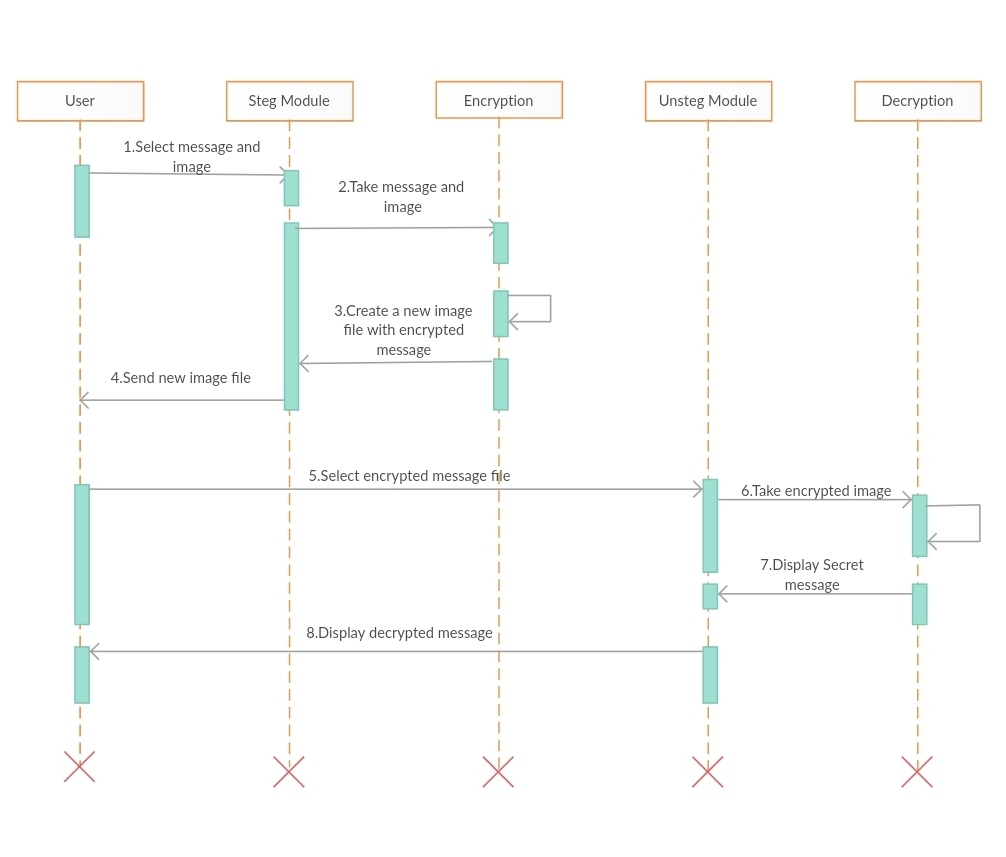 User
Steg Module
Encryption
Unsteg Module
Decryption
1.Select message and
image
2.Take message and
image
3.Create a new image
file with encrypted
message
4.Send new image file
5.Select encrypted message file
6.Take encrypted image
7.Display Secret
message
8.Display decrypted message